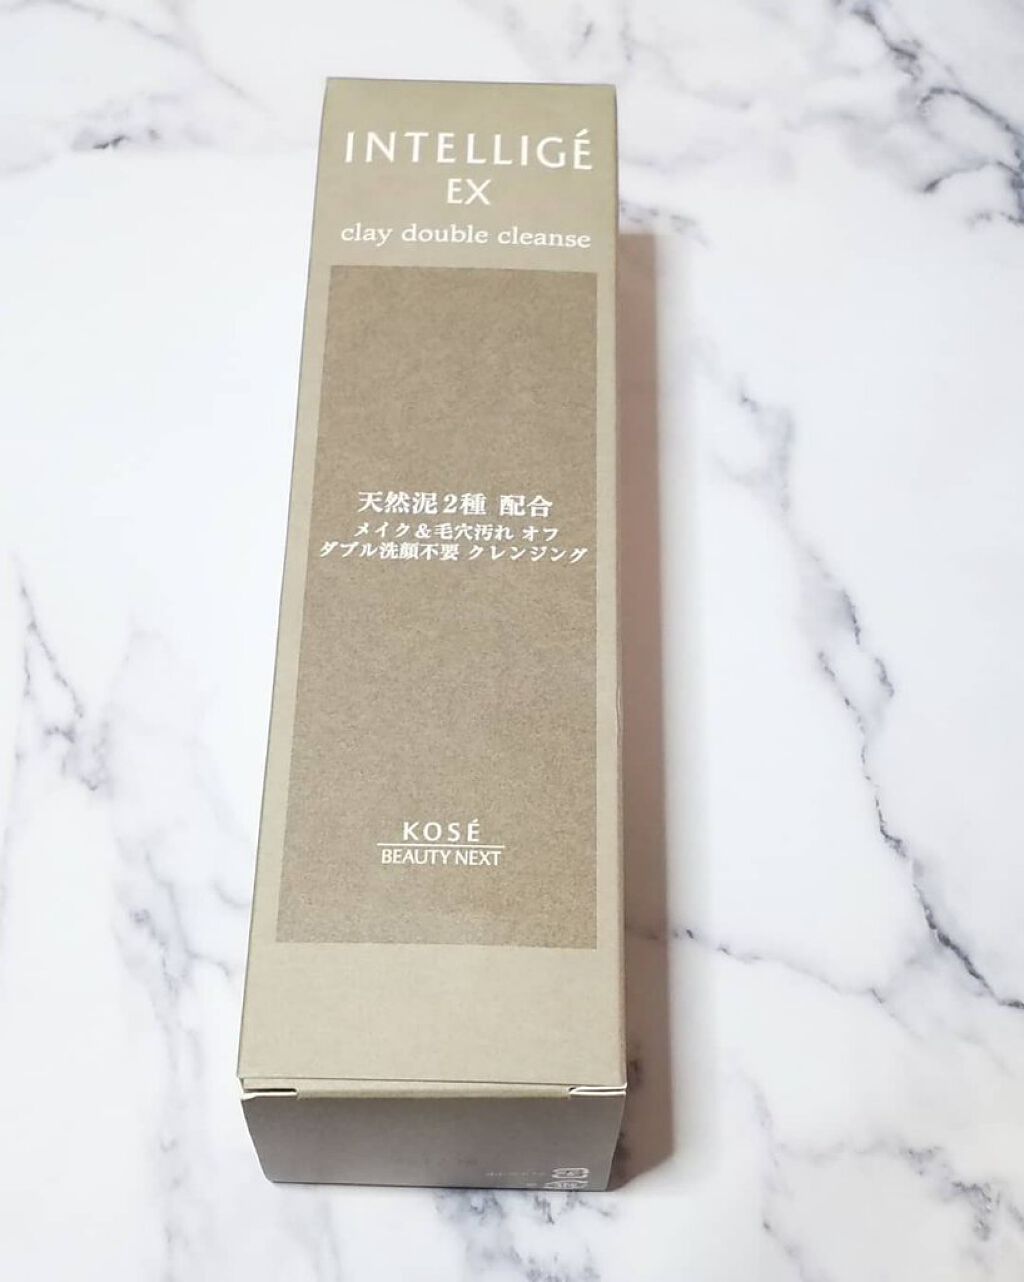 INTELLIGÉ
EX
clay double cleanse
天然泥2種 配合
メイク＆毛穴汚れ オフ
ダブル洗顔不要 クレンジング
KOSÉ
BEAUTY NEXT